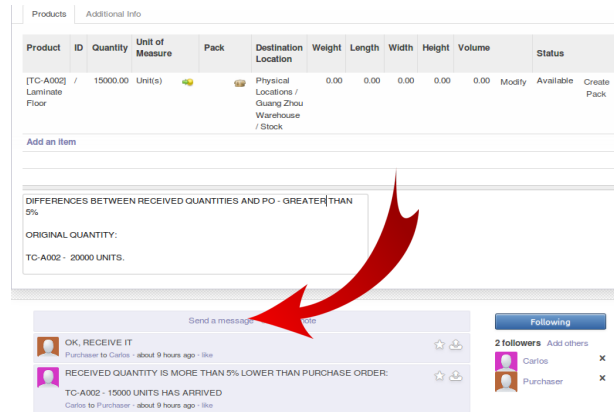 Products Additional Info
Product ID Quantity Unit of Measure Pack Destination Location Weight Length Width Height Volume Status
[TC-A002] Laminate Floor / 15000.00 Unit(s) Physical Locations / Guang Zhou Warehouse / Stock 0.00 0.00 0.00 0.00 0.00 Modify Available Create Pack
Add an item
DIFFERENCES BETWEEN RECEIVED QUANTITIES AND PO - GREATER THAN
5%
ORIGINAL QUANTITY:
TC-A002 - 20000 UNITS.
Send a message
Following
OK, RECEIVE IT
Purchaser to Carlos - about 9 hours ago - like
RECEIVED QUANTITY IS MORE THAN 5% LOWER THAN PURCHASE ORDER:
TC-A002 - 15000 UNITS HAS ARRIVED
Carlos to Purchaser - about 9 hours ago - like
2 followers Add others
Carlos ×
Purchaser ×